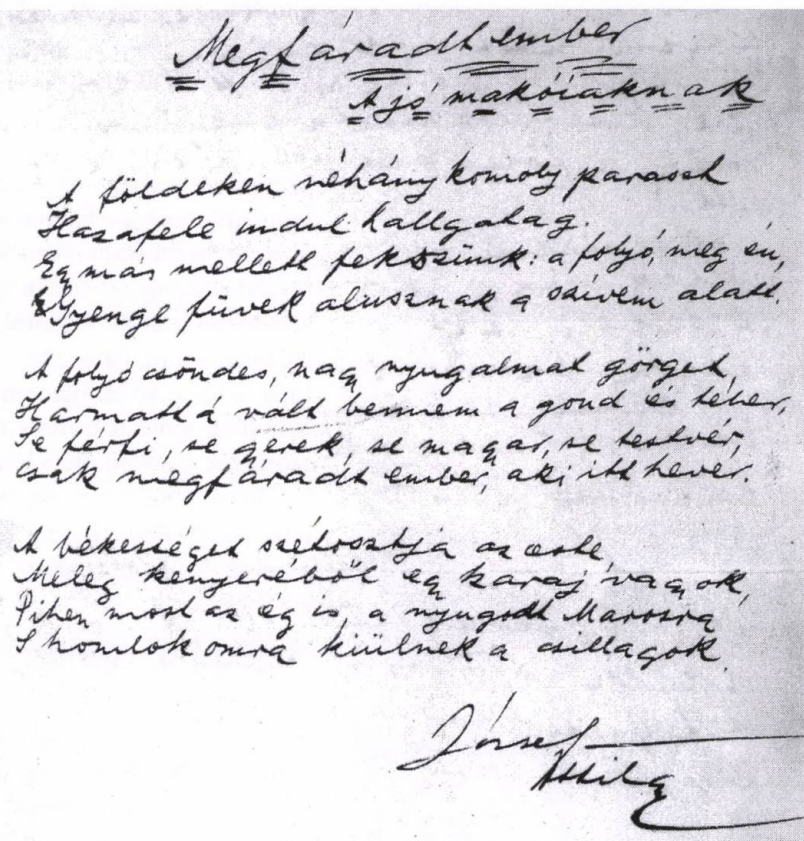 Megfáradt ember
A jó makóiaknak
A földeken néhány komoly paraszt
Hazafele indul hallgatag.
Egymás mellett fekszünk: a folyó, meg én,
Gyenge füvek alusznak a szívem alatt.
A folyó csöndes, nagy nyugalmat görget,
Harmattá vált bennem a gond és teher,
Se férfi, se gyerek, se magyar, se testvér,
csak megfáradt ember, aki itt hever.
A békességet szétosztja az este,
Meleg kenyeréből egy karaj vagyok,
Pihen most az ég is, a nyugodt Marosra
S homlokomra kiülnek a csillagok.
József
Attila